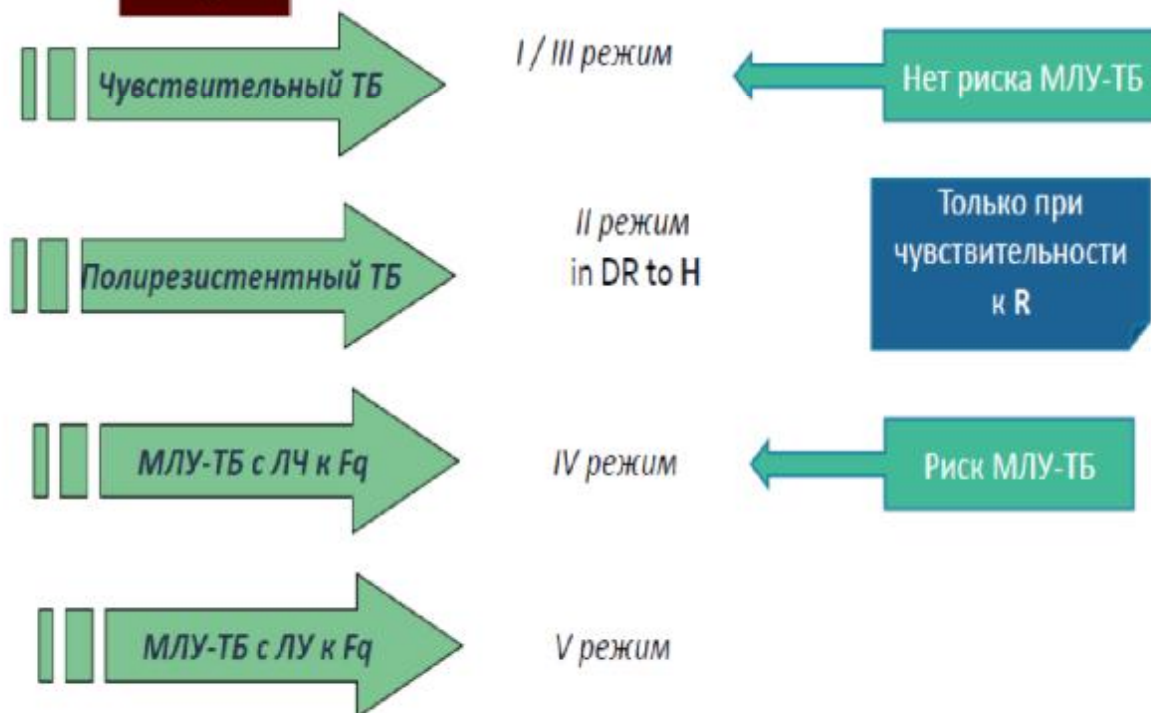 Чувствительный ТБ
I / III режим
Нет риска МЛУ-ТБ
Полирезистентный ТБ
II режим
in DR to H
Только при
чувствительности
к R
МЛУ-ТБ с ЛЧ к Fq
IV режим
Риск МЛУ-ТБ
МЛУ-ТБ с ЛУ к Fq
V режим